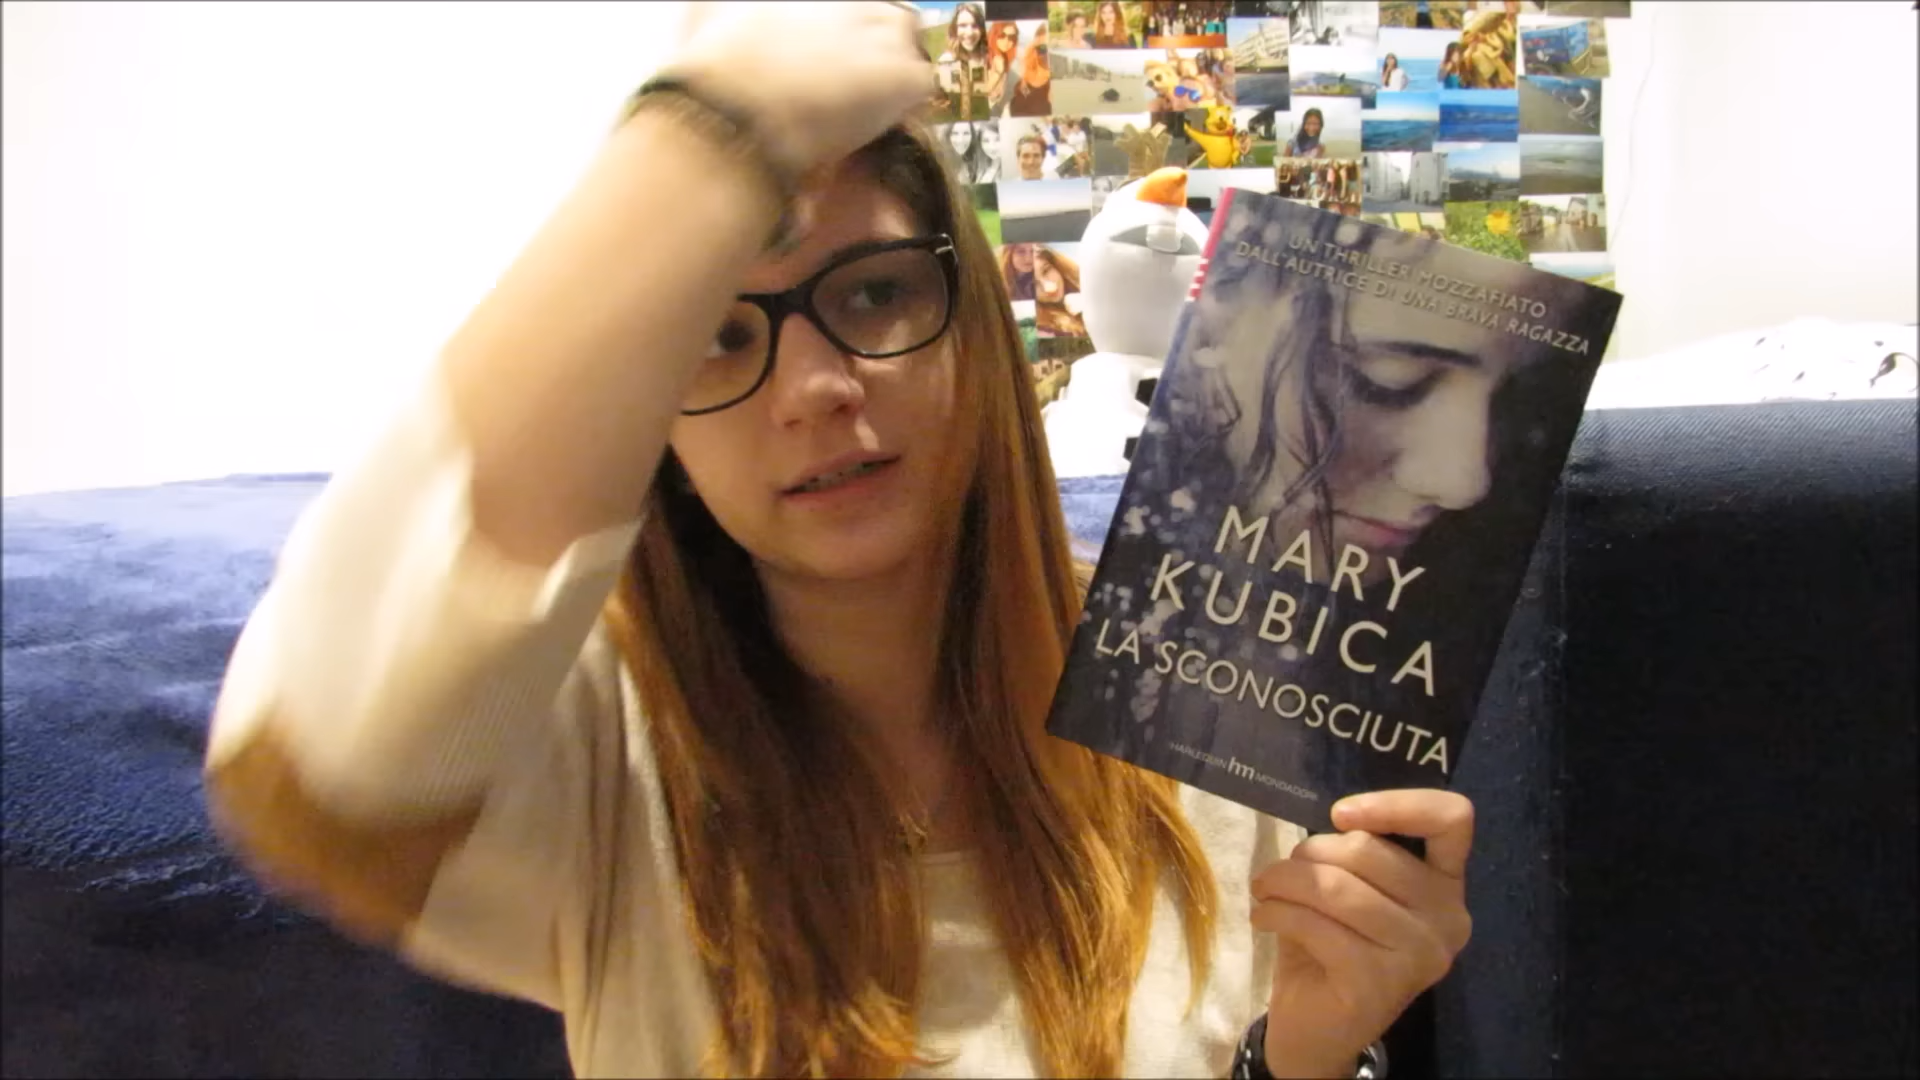 UN THRILLER MOZZAFIATO
DALL'AUTRICE DI UNA BRAVA RAGAZZA
MARY
KUBICA
LA SCONOSCIUTA
HARLEQUIN hm MONDADORI